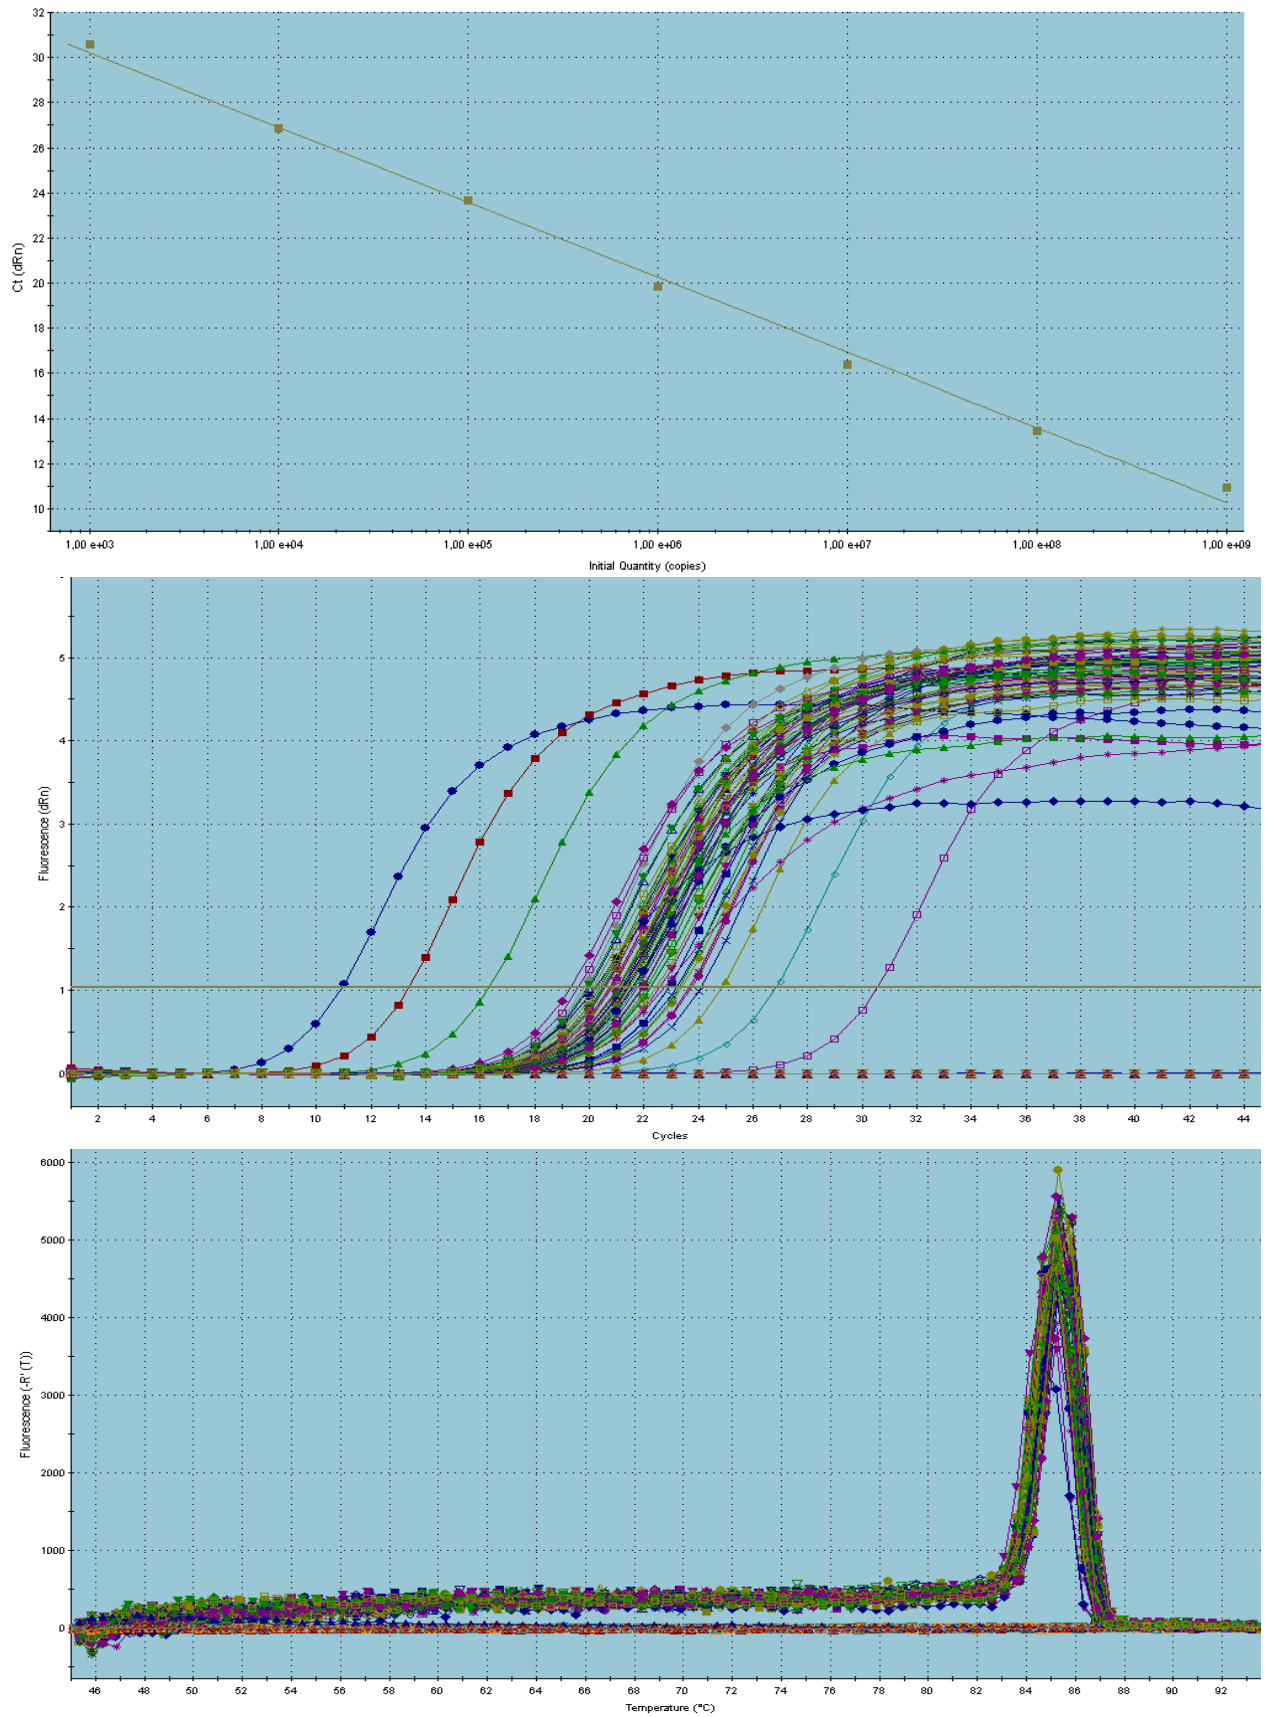 32
30
28
26
24
22
20
18
16
14
12
10
Ct (dRn)
1,00 e+03 1,00 e+04 1,00 e+05 1,00 e+06 1,00 e+07 1,00 e+08 1,00 e+09
Initial Quantity (copies)
5
4
3
2
1
0
Fluorescence (dRn)
2 4 6 8 10 12 14 16 18 20 22 24 26 28 30 32 34 36 38 40 42 44
Cycles
6000
5000
4000
3000
2000
1000
0
Fluorescence (-R'(T))
46 48 50 52 54 56 58 60 62 64 66 68 70 72 74 76 78 80 82 84 86 88 90 92
Temperature (°C)